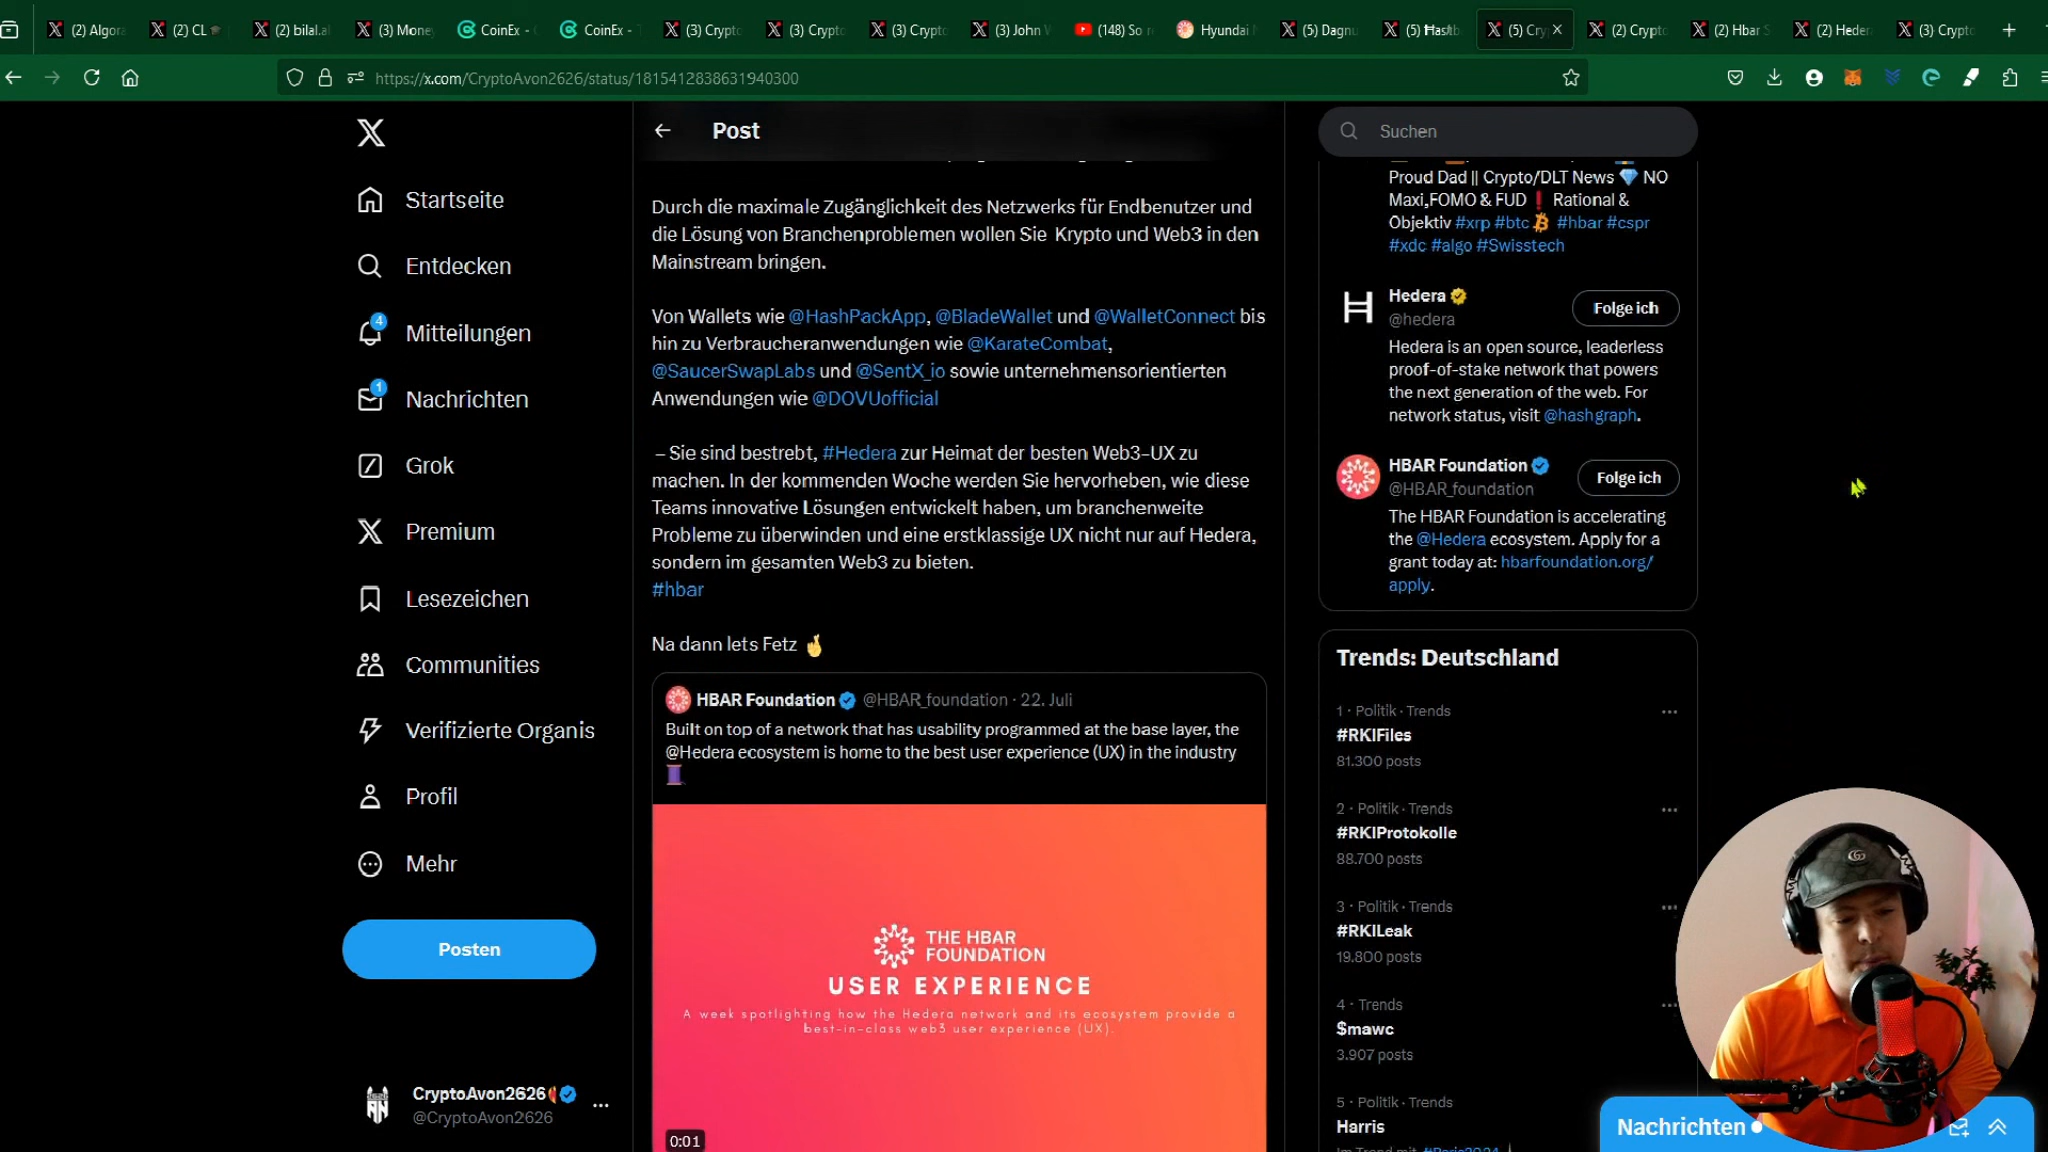 (2) Algora
(2) CL
(2) bilal.al
(3) Mone
CoinEx -
CoinEx -
(3) Crypto
(3) Crypto
(3) Crypto
(3) John W
(148) So
Hyundai
(5) Dagnu
(5) Hashb
(5) Cry
(2) Crypto
(2) Hbar S
(2) Heder
(3) Crypto
https://x.com/CryptoAvon2626/status/1815412838631940300
Startseite
Entdecken
4
Mitteilungen
1
Nachrichten
Grok
Premium
Lesezeichen
Communities
Verifizierte Organis
Profil
Mehr
Posten
CryptoAvon2626
@CryptoAvon2626
Post
Durch die maximale Zugänglichkeit des Netzwerks für Endbenutzer und
die Lösung von Branchenproblemen wollen Sie Krypto und Web3 in den
Mainstream bringen.
Von Wallets wie @HashPackApp, @BladeWallet und @WalletConnect bis
hin zu Verbraucheranwendungen wie @KarateCombat,
@SaucerSwapLabs und @SentX_io sowie unternehmensorientierten
Anwendungen wie @DOVUofficial
– Sie sind bestrebt, #Hedera zur Heimat der besten Web3-UX zu
machen. In der kommenden Woche werden Sie hervorheben, wie diese
Teams innovative Lösungen entwickelt haben, um branchenweite
Probleme zu überwinden und eine erstklassige UX nicht nur auf Hedera,
sondern im gesamten Web3 zu bieten.
#hbar
Na dann lets Fetz
HBAR Foundation @HBAR_foundation · 22. Juli
Built on top of a network that has usability programmed at the base layer, the
@Hedera ecosystem is home to the best user experience (UX) in the industry
THE HBAR
FOUNDATION
USER EXPERIENCE
A week spotlighting how the Hedera network and its ecosystem provide a
best-in-class web3 user experience (UX).
0:01
Suchen
Proud Dad || Crypto/DLT News NO
Maxi,FOMO & FUD Rational &
Objektiv #xrp #btc #hbar #cspr
#xdc #algo #Swisstech
Hedera
@hedera
Folge ich
Hedera is an open source, leaderless
proof-of-stake network that powers
the next generation of the web. For
network status, visit @hashgraph.
HBAR Foundation
@HBAR_foundation
Folge ich
The HBAR Foundation is accelerating
the @Hedera ecosystem. Apply for a
grant today at: hbarfoundation.org/
apply.
Trends: Deutschland
1 · Politik · Trends
#RKIFiles
81.300 posts
2 · Politik · Trends
#RKIProtokolle
88.700 posts
3 · Politik · Trends
#RKILeak
19.800 posts
4 · Trends
$mawc
3.907 posts
5 · Politik · Trends
Harris
Im Trend mit #Paris2024
Nachrichten